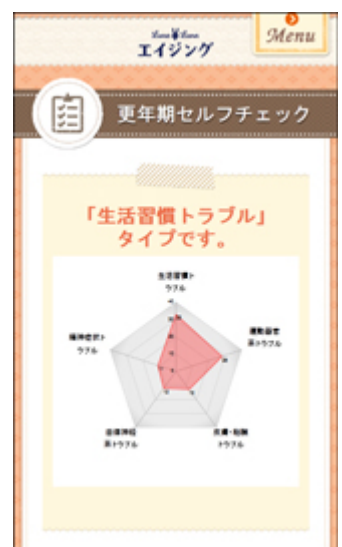 Luna Luna
エイジング
Menu
更年期セルフチェック
「生活習慣トラブル」
タイプです。
生活習慣ト
ラブル
精神症状ト
ラブル
運動器官
系トラブル
自律神経
系トラブル
皮膚・粘膜
トラブル